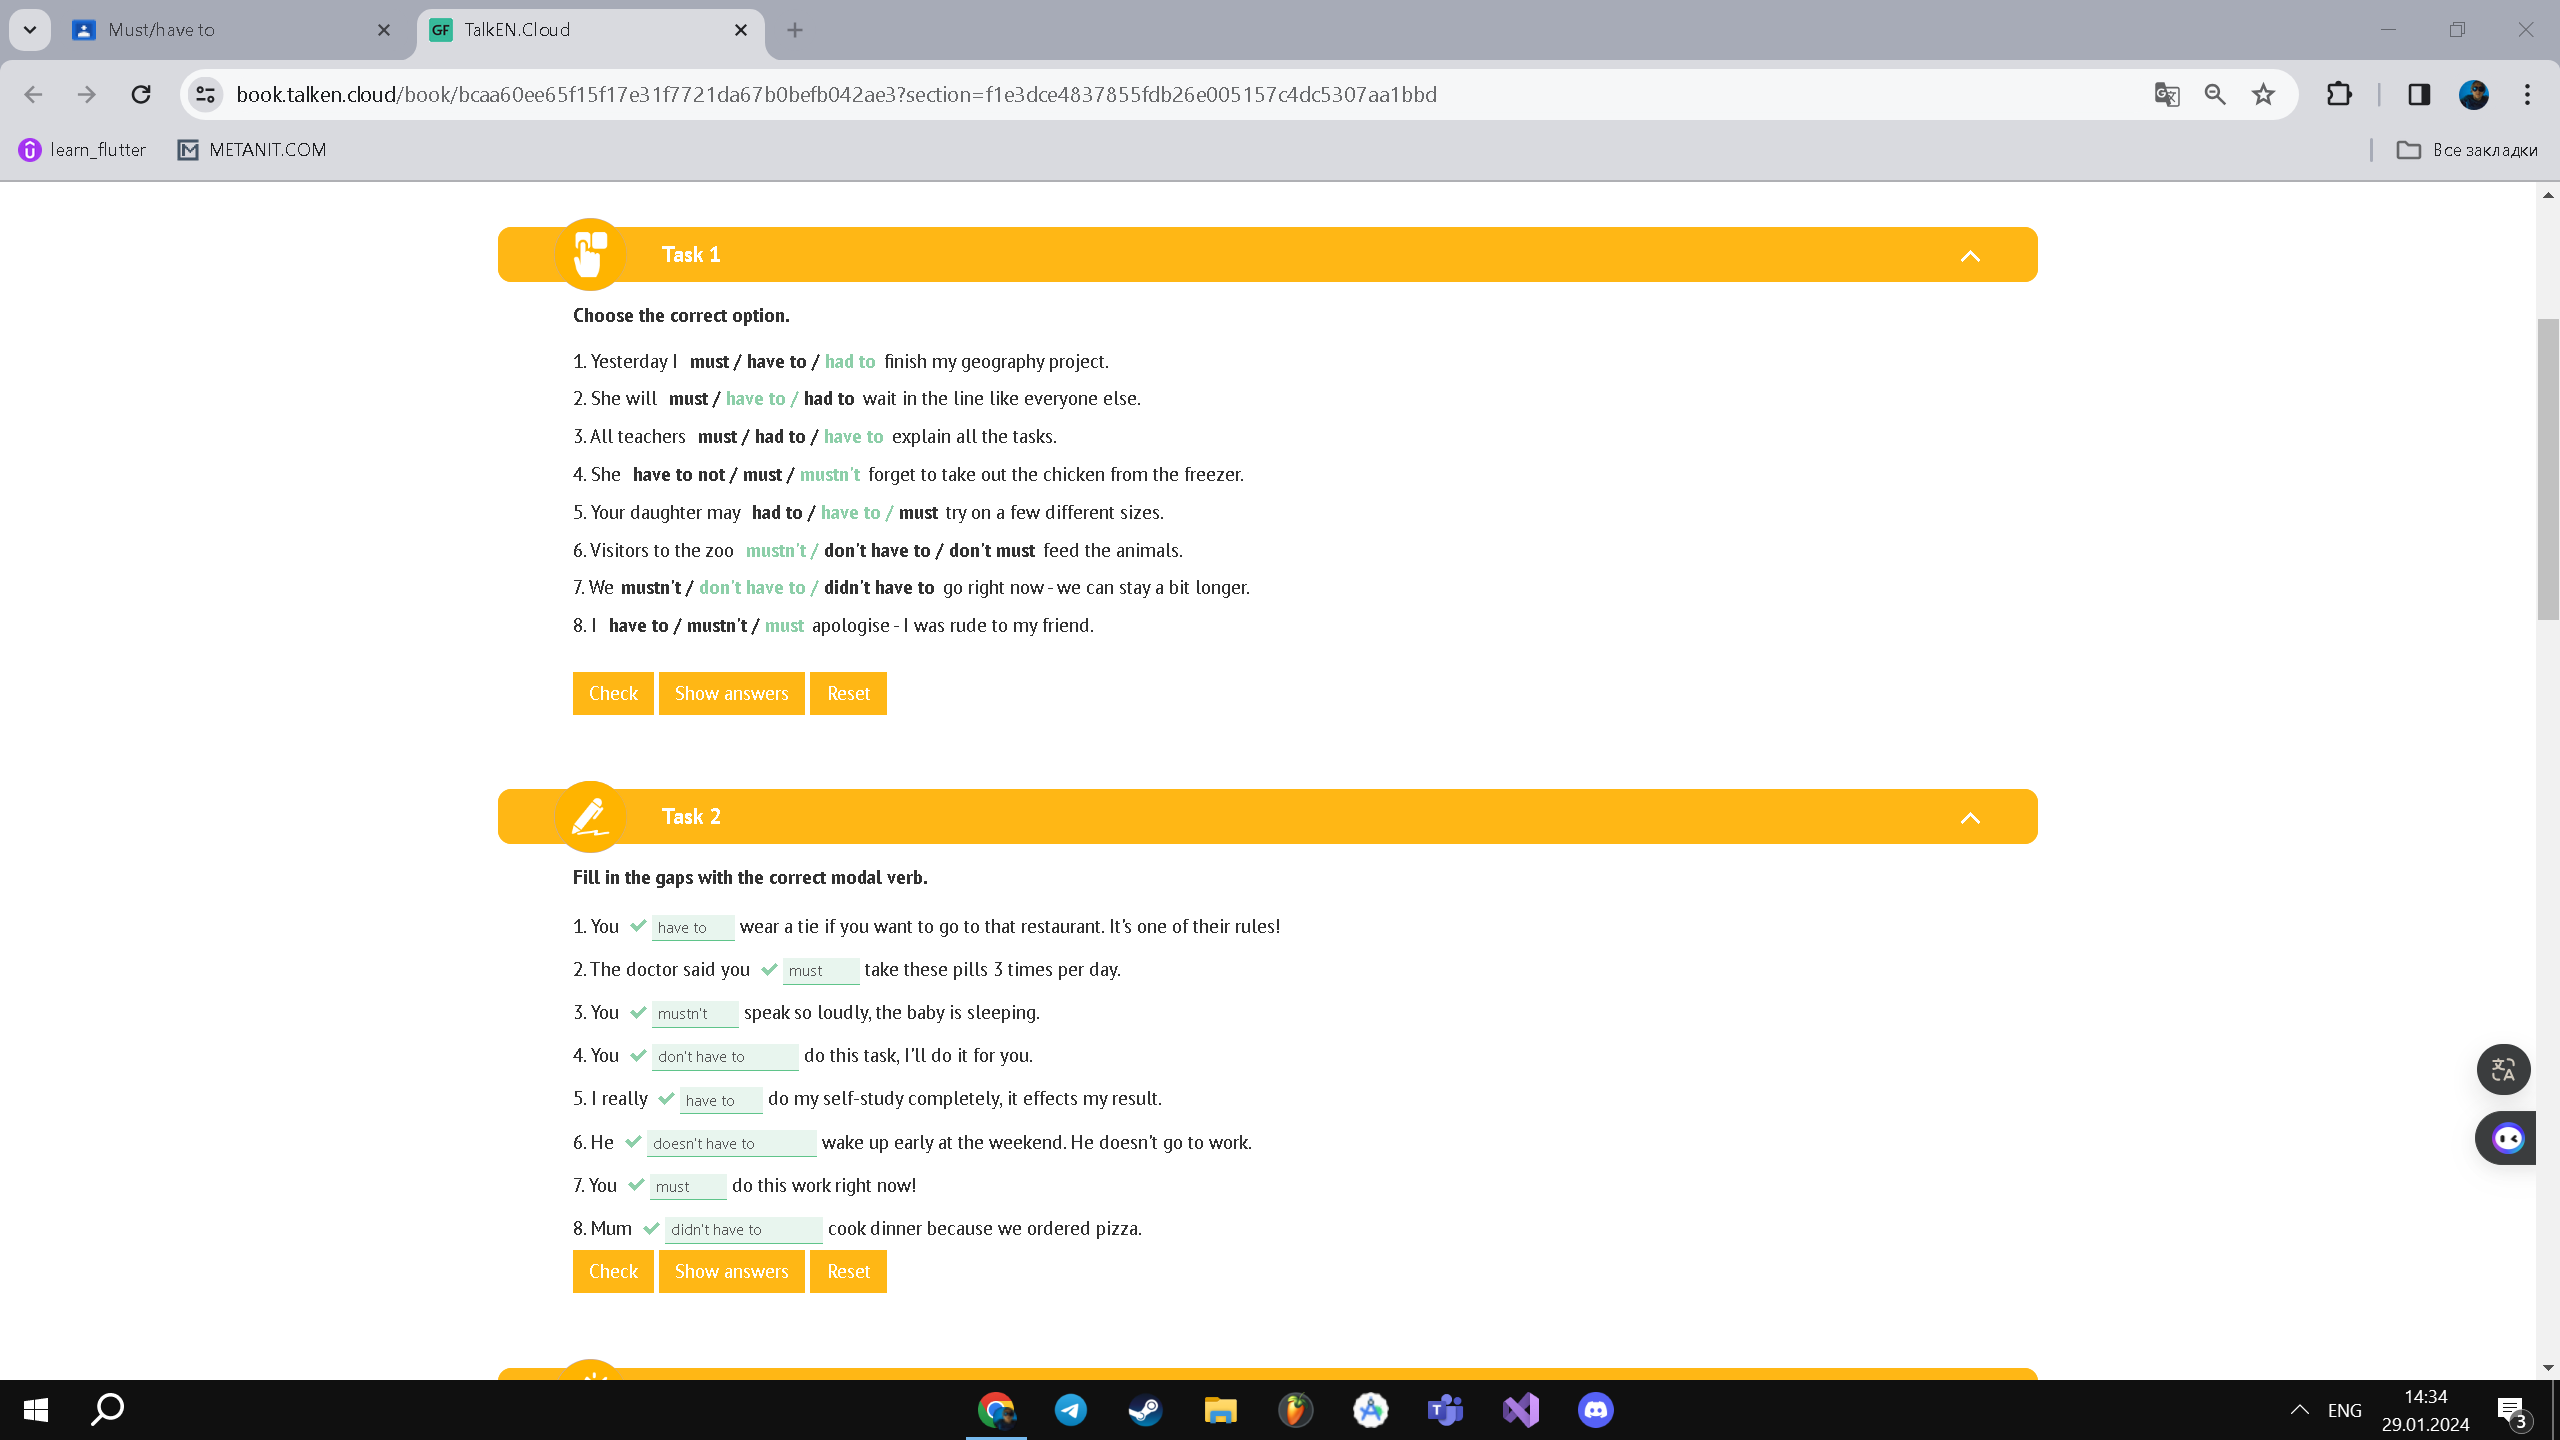 Must/have to
GF TalkEN.Cloud
book.talken.cloud/book/bcaa60ee65f15f17e31f7721da67b0befb042ae3?section=f1e3dce4837855fdb26e005157c4dc5307aa1bbd
learn_flutter METANIT.COM Все закладки
Task 1
Choose the correct option.
1. Yesterday I must / have to / had to finish my geography project.
2. She will must / have to / had to wait in the line like everyone else.
3. All teachers must / had to / have to explain all the tasks.
4. She have to not / must / mustn't forget to take out the chicken from the freezer.
5. Your daughter may had to / have to / must try on a few different sizes.
6. Visitors to the zoo mustn't / don't have to / don't must feed the animals.
7. We mustn't / don't have to / didn't have to go right now - we can stay a bit longer.
8. I have to / mustn't / must apologise - I was rude to my friend.
Check Show answers Reset
Task 2
Fill in the gaps with the correct modal verb.
1. You have to wear a tie if you want to go to that restaurant. It's one of their rules!
2. The doctor said you must take these pills 3 times per day.
3. You mustn't speak so loudly, the baby is sleeping.
4. You don't have to do this task, I'll do it for you.
5. I really have to do my self-study completely, it effects my result.
6. He doesn't have to wake up early at the weekend. He doesn't go to work.
7. You must do this work right now!
8. Mum didn't have to cook dinner because we ordered pizza.
Check Show answers Reset
ENG
14:34
29.01.2024
3